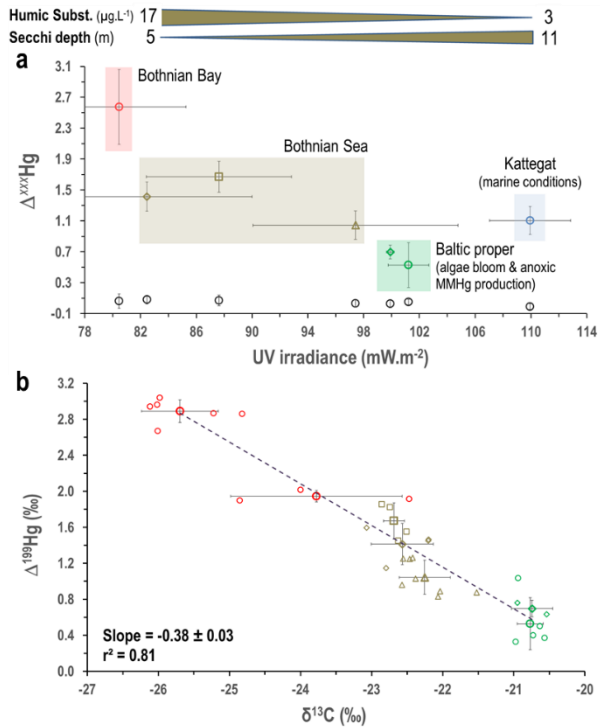 Humic Subst. (µg.L⁻¹) 17 3
Secchi depth (m) 5 11
a
3.1
2.7
2.3
1.9
1.5
1.1
0.7
0.3
-0.1
ΔˣˣˣHg
Bothnian Bay
Bothnian Sea
Kattegat
(marine conditions)
Baltic proper
(algae bloom & anoxic
MMHg production)
78 82 86 90 94 98 102 106 110 114
UV irradiance (mW.m⁻²)
b
3.2
2.8
2.4
2.0
1.6
1.2
0.8
0.4
0.0
Δ¹⁹⁹Hg (‰)
Slope = -0.38 ± 0.03
r² = 0.81
-27 -26 -25 -24 -23 -22 -21 -20
δ¹³C (‰)